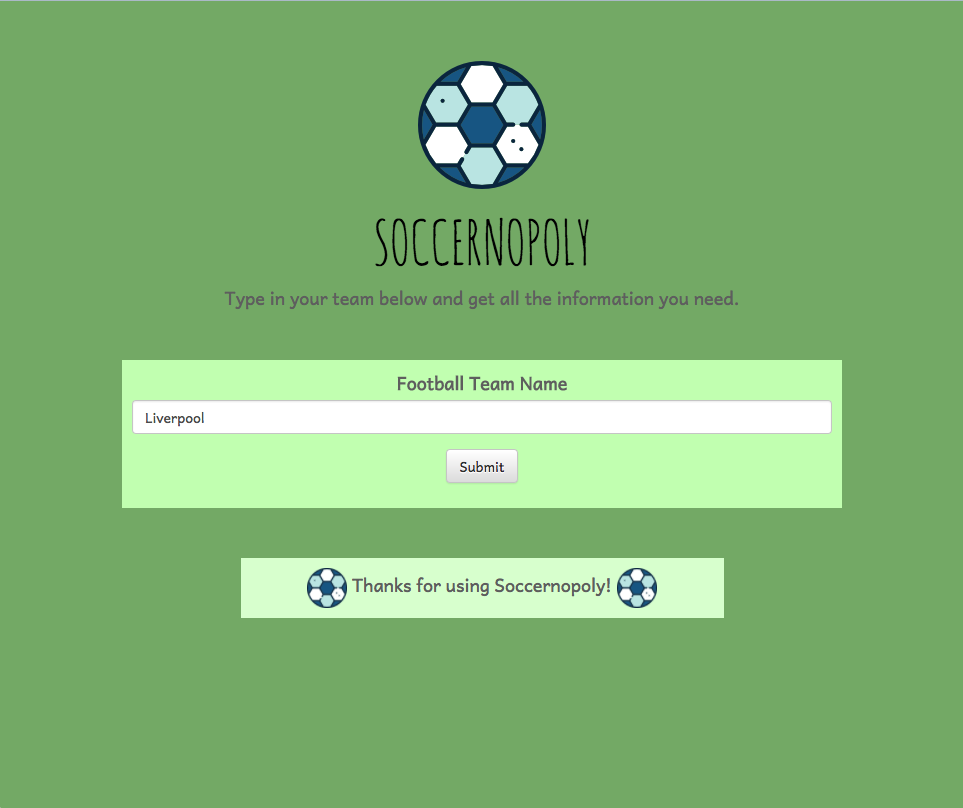 SOCCERNOPOLY
Type in your team below and get all the information you need.
Football Team Name
Liverpool
Submit
Thanks for using Soccernopoly!